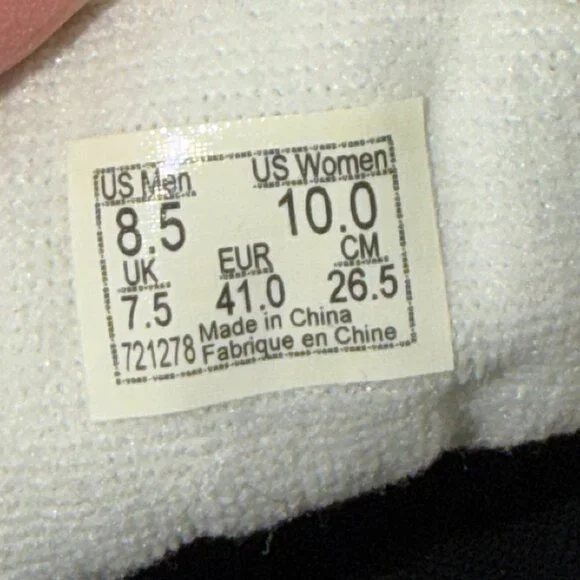 US Men US Women
8.5 10.0
UK EUR CM
7.5 41.0 26.5
721278 Made in China
Fabrique en Chine